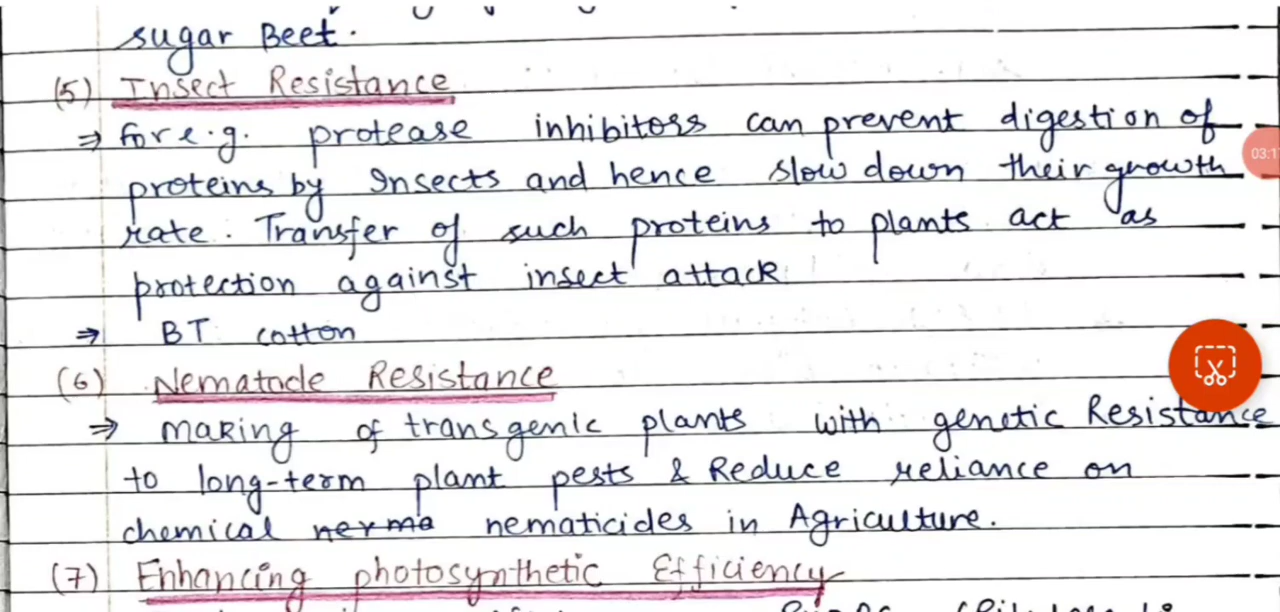 sugar Beet.
(5) Insect Resistance
⇒ for e.g. protease inhibitors can prevent digestion of
proteins by Insects and hence slow down their growth
rate. Transfer of such proteins to plants act as
protection against insect attack
⇒ BT cotton
(6) Nematode Resistance
⇒ making of transgenic plants with genetic Resistance
to long-term plant pests & Reduce reliance on
chemical nerma nematicides in Agriculture.
(7) Enhancing photosynthetic Efficiency